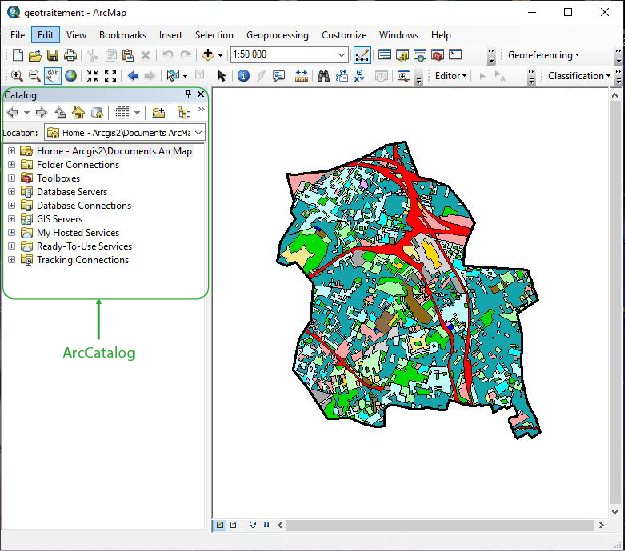 geotraitement - ArcMap
File Edit View Bookmarks Insert Selection Geoprocessing Customize Windows Help
1:50 000 Georeferencing
Editor Classification
Catalog
Location: Home - Arcgis2\Documents ArcMa
Home - Arcgis2\Documents ArcMap
Folder Connections
Toolboxes
Database Servers
Database Connections
GIS Servers
My Hosted Services
Ready-To-Use Services
Tracking Connections
ArcCatalog